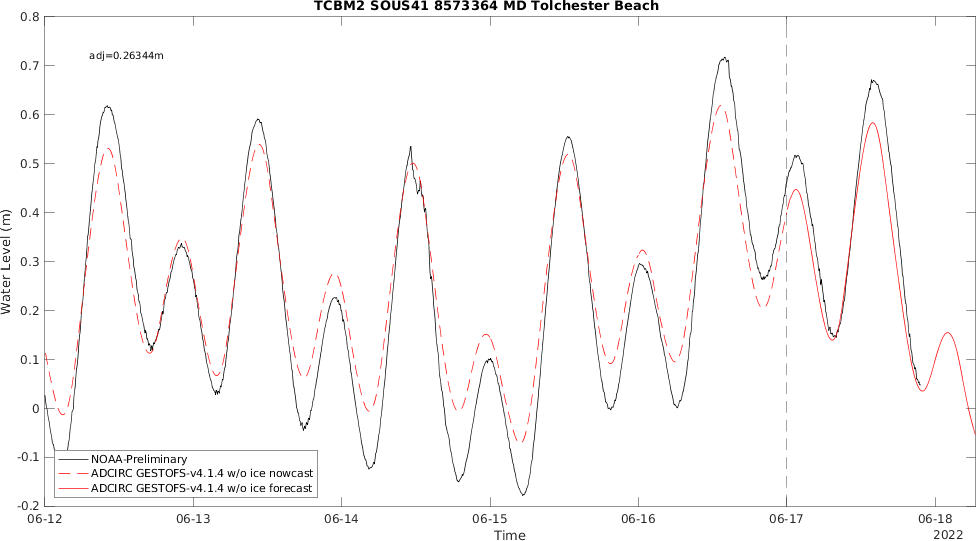 TCBM2 SOUS41 8573364 MD Tolchester Beach
adj=0.26344m
Water Level (m)
0.8
0.7
0.6
0.5
0.4
0.3
0.2
0.1
0
-0.1
-0.2
NOAA-Preliminary
ADCIRC GESTOFS-v4.1.4 w/o ice nowcast
ADCIRC GESTOFS-v4.1.4 w/o ice forecast
06-12 06-13 06-14 06-15 06-16 06-17 06-18
Time
2022